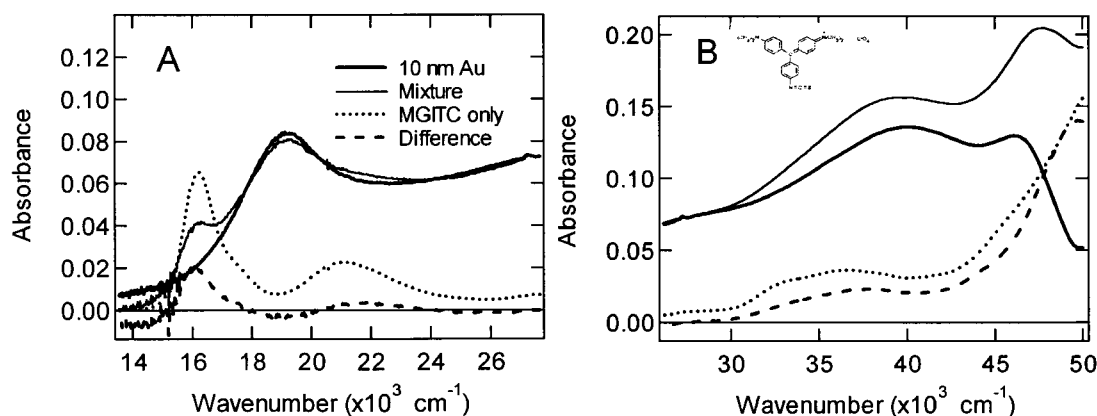 A
10 nm Au
Mixture
MGITC only
Difference
Absorbance
0.12
0.10
0.08
0.06
0.04
0.02
0.00
14 16 18 20 22 24 26
Wavenumber (x10³ cm⁻¹)
B
Absorbance
0.20
0.15
0.10
0.05
0.00
30 35 40 45 50
Wavenumber (x10³ cm⁻¹)